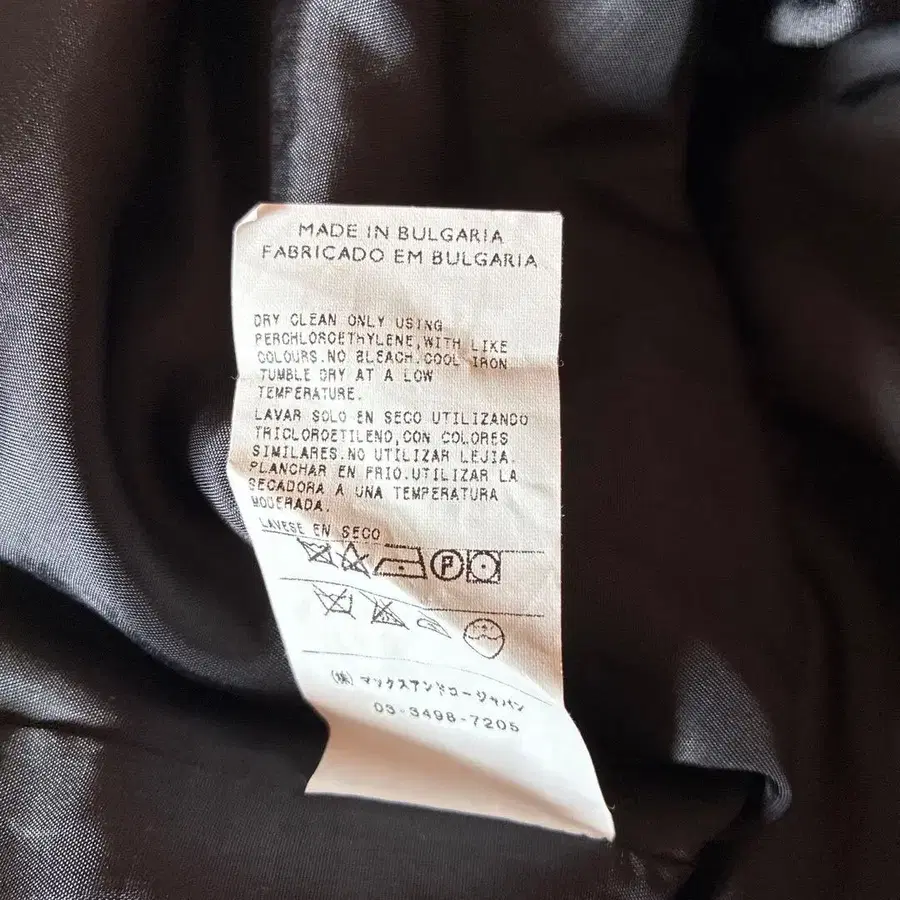 MADE IN BULGARIA
FABRICADO EM BULGARIA
DRY CLEAN ONLY USING
PERCHLOROETHYLENE,WITH LIKE
COLOURS.NO BLEACH.COOL IRON
TUMBLE DRY AT A LOW
TEMPERATURE.
LAVAR SOLO EN SECO UTILIZANDO
TRICLOROETILENO,CON COLORES
SIMILARES.NO UTILIZAR LEJIA.
PLANCHAR EN FRIO.UTILIZAR LA
SECADORA A UNA TEMPERATURA
MODERADA.
LAVESE EN SECO
P
(株) マックスアンドコージャパン
03-3498-7205